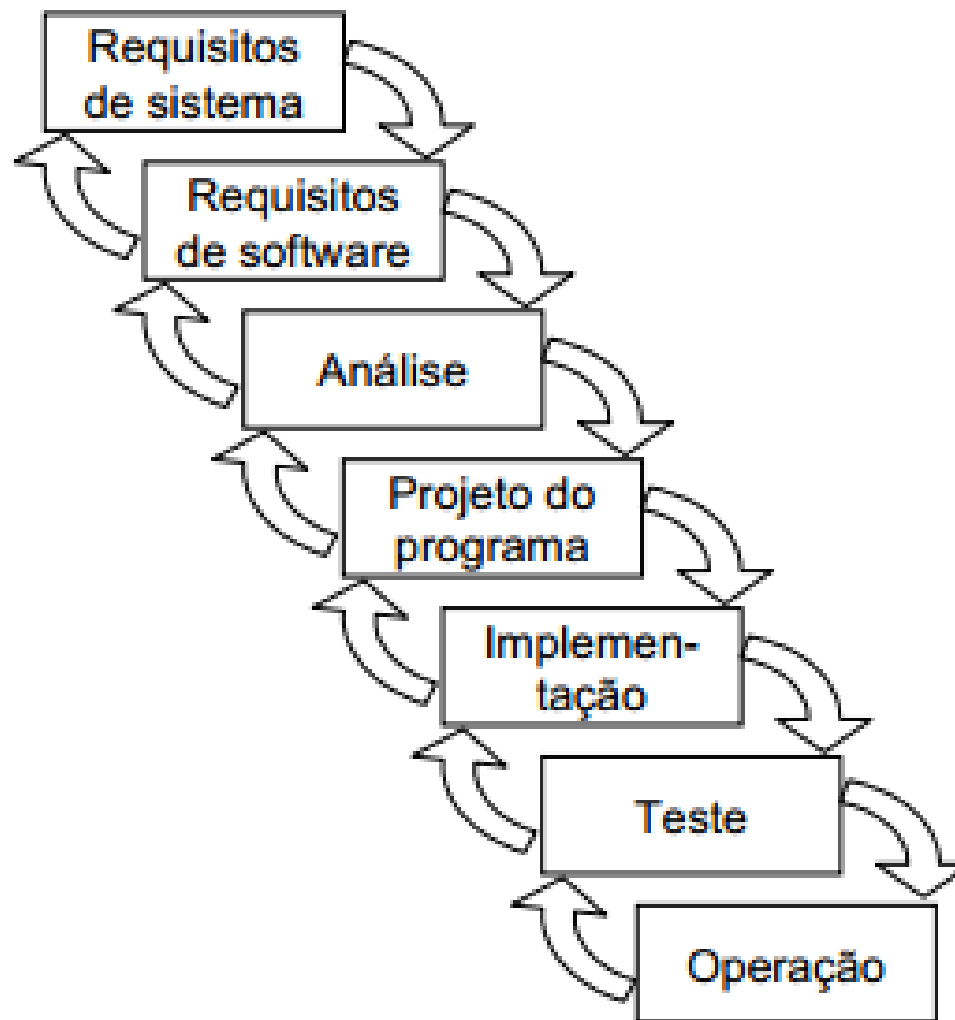 Requisitos
de sistema
Requisitos
de software
Análise
Projeto do
programa
Implemen-
tação
Teste
Operação